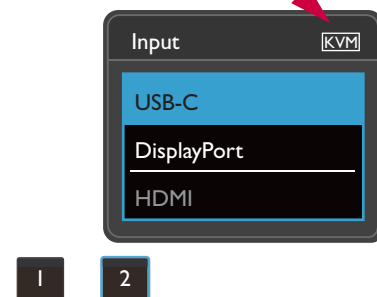 Input KVM
USB-C
DisplayPort
HDMI
1 2